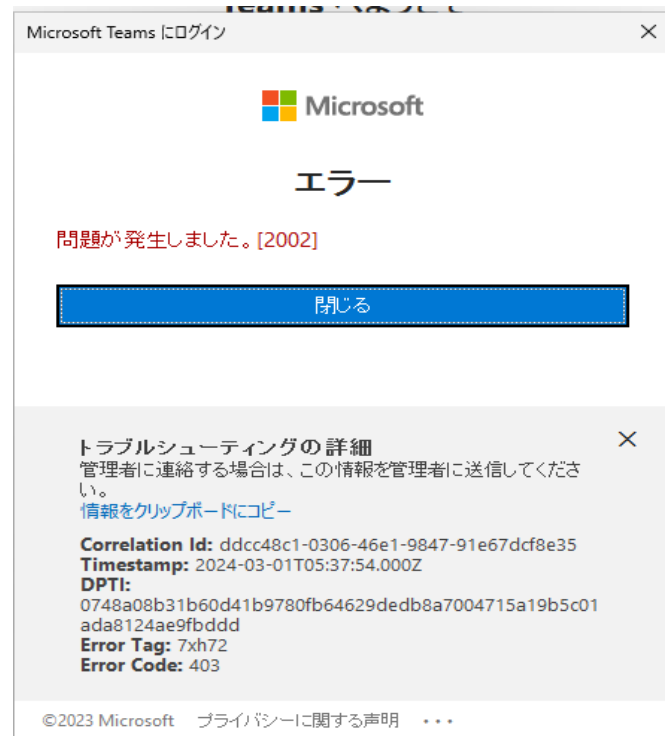 Microsoft Teams にログイン
Microsoft
エラー
問題が発生しました。[2002]
閉じる
トラブルシューティングの詳細
管理者に連絡する場合は、この情報を管理者に送信してくださ
い。
情報をクリップボードにコピー
Correlation Id: ddcc48c1-0306-46e1-9847-91e67dcf8e35
Timestamp: 2024-03-01T05:37:54.000Z
DPTI:
0748a08b31b60d41b9780fb64629dedb8a7004715a19b5c01
ada8124ae9fbddd
Error Tag: 7xh72
Error Code: 403
©2023 Microsoft プライバシーに関する声明 ···